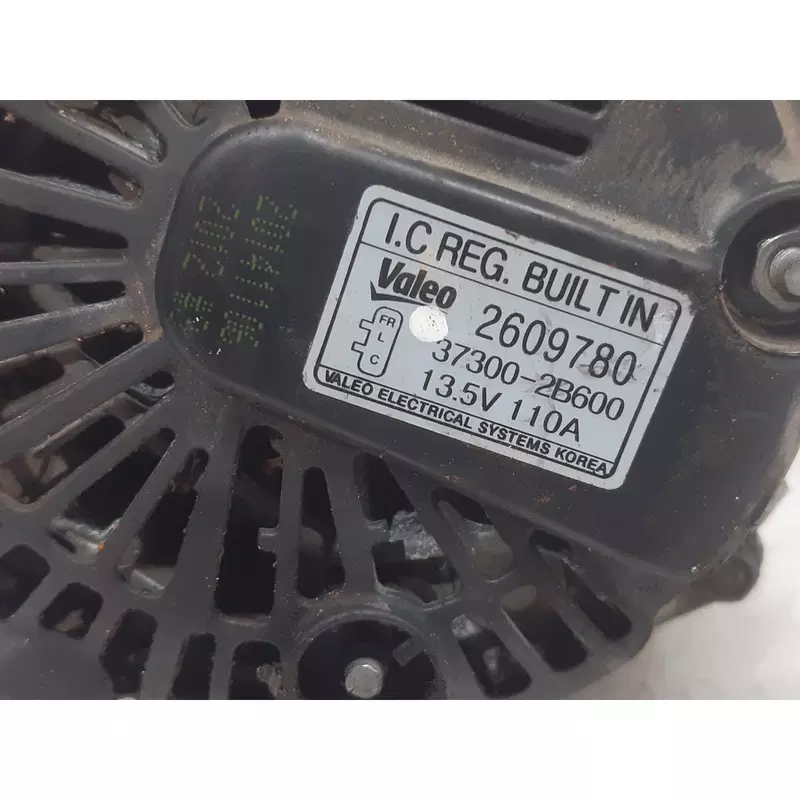 I.C REG. BUILT IN
Valeo 2609780
FR
L
C
37300-2B600
13.5V 110A
VALEO ELECTRICAL SYSTEMS KOREA